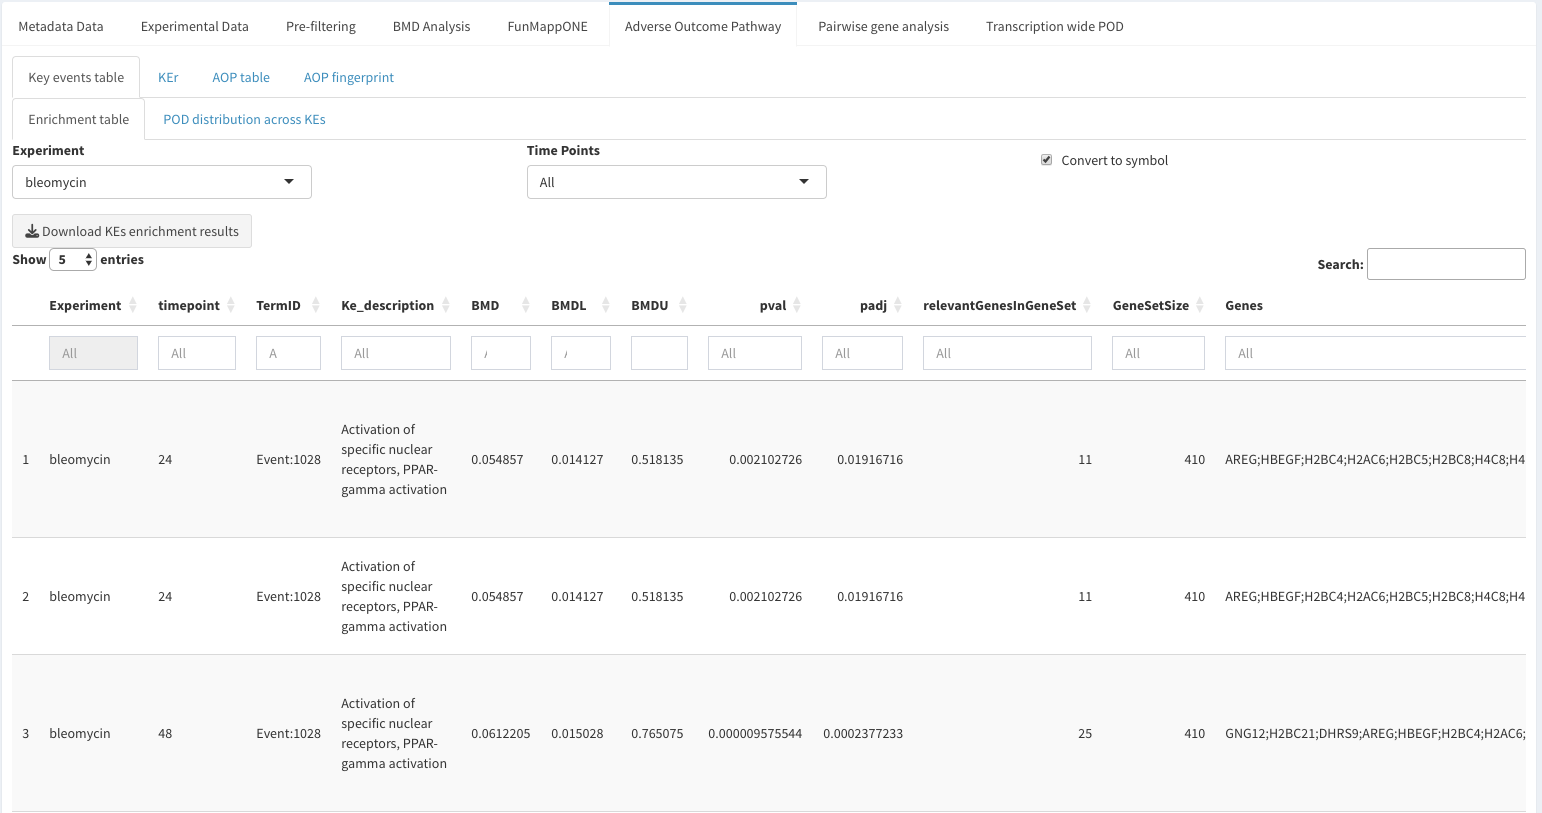 Metadata Data Experimental Data Pre-filtering BMD Analysis FunMappONE Adverse Outcome Pathway Pairwise gene analysis Transcription wide POD
Key events table KEr AOP table AOP fingerprint
Enrichment table POD distribution across KEs
Experiment Time Points
Convert to symbol
bleomycin All
Download KEs enrichment results
Show 5 entries
Search:
Experiment timepoint TermID Ke_description BMD BMDL BMDU pval padj relevantGenesInGeneSet GeneSetSize Genes
All All A All All All All All All
Activation of
specific nuclear
1 bleomycin 24 Event:1028 receptors, PPAR- 0.054857 0.014127 0.518135 0.002102726 0.01916716 11 410 AREG;HBEGF;H2BC4;H2AC6;H2BC5;H2BC8;H4C8;H4
gamma activation
Activation of
specific nuclear
2 bleomycin 24 Event:1028 receptors, PPAR- 0.054857 0.014127 0.518135 0.002102726 0.01916716 11 410 AREG;HBEGF;H2BC4;H2AC6;H2BC5;H2BC8;H4C8;H4
gamma activation
Activation of
specific nuclear
3 bleomycin 48 Event:1028 receptors, PPAR- 0.0612205 0.015028 0.765075 0.000009575544 0.0002377233 25 410 GNG12;H2BC21;DHRS9;AREG;HBEGF;H2BC4;H2AC6;
gamma activation